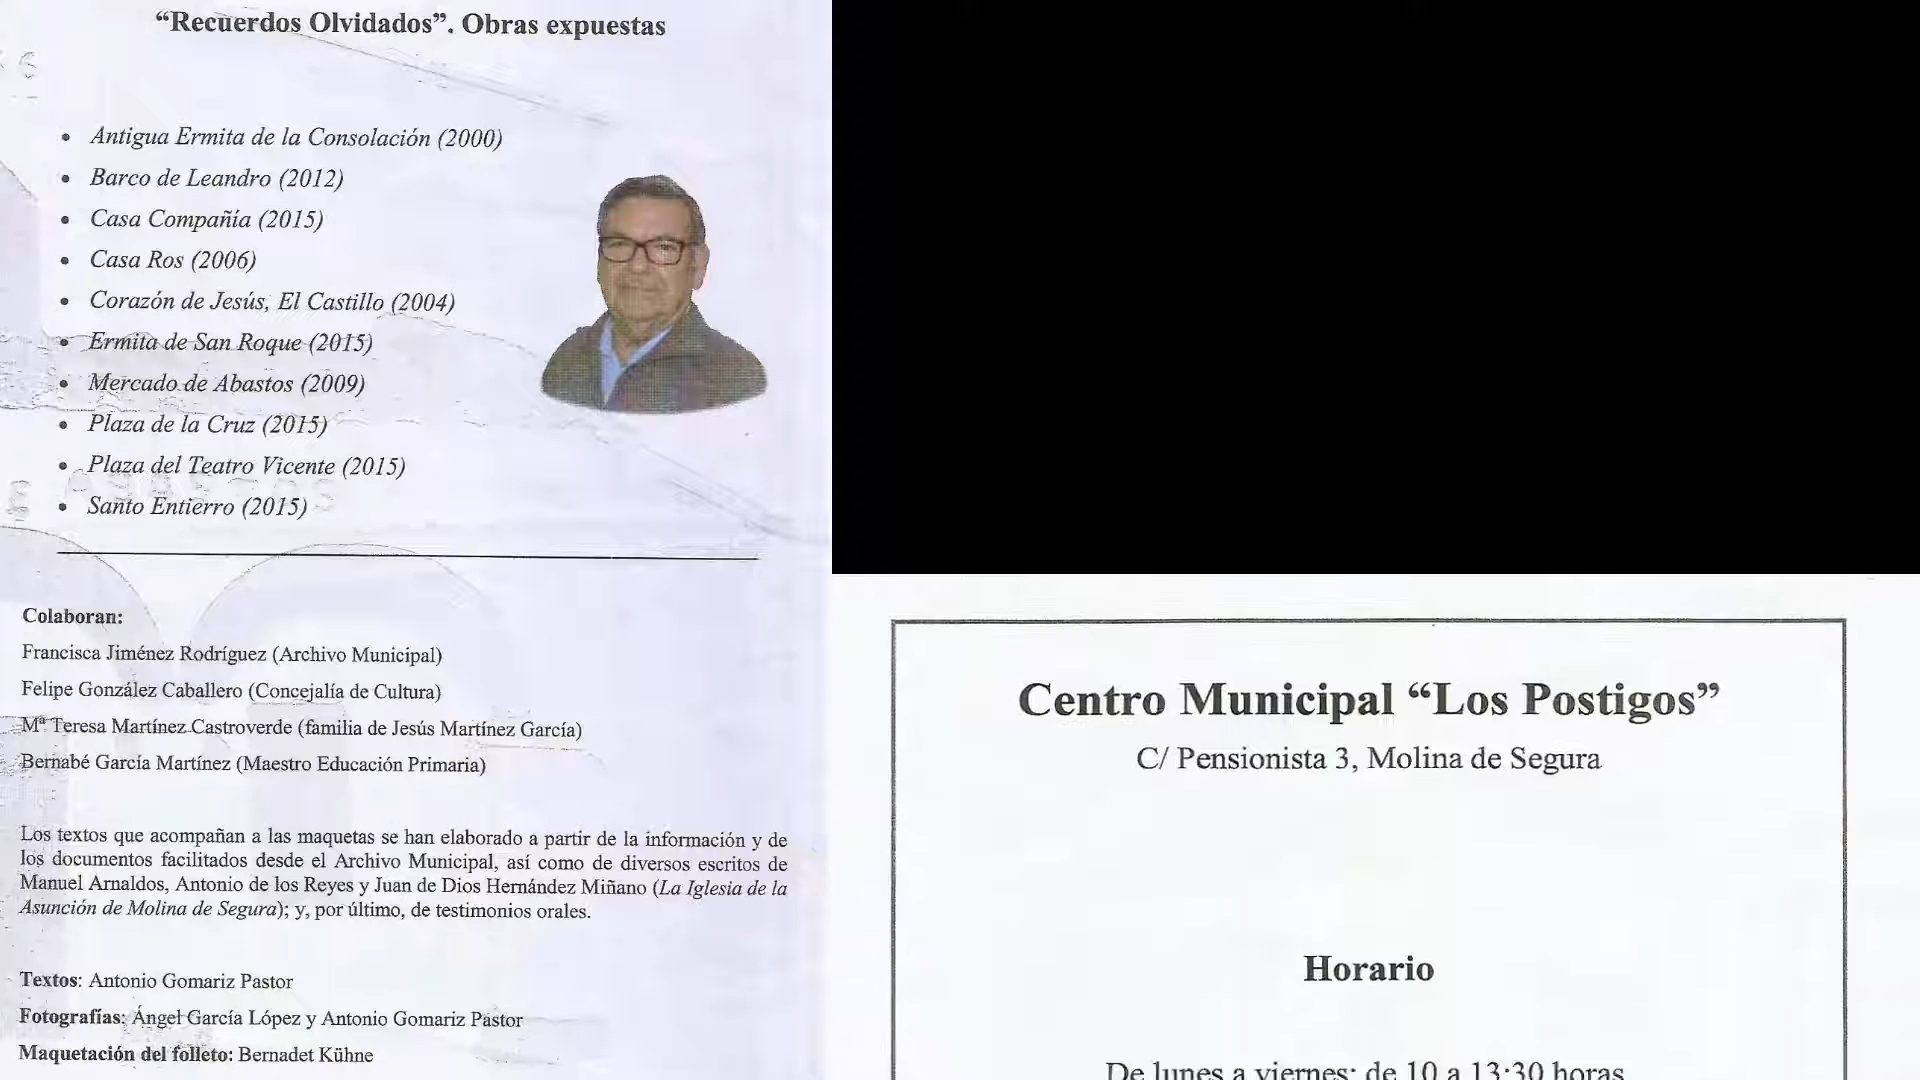 “Recuerdos Olvidados”. Obras expuestas
• Antigua Ermita de la Consolación (2000)
• Barco de Leandro (2012)
• Casa Compañía (2015)
• Casa Ros (2006)
• Corazón de Jesús, El Castillo (2004)
• Ermita de San Roque (2015)
• Mercado de Abastos (2009)
• Plaza de la Cruz (2015)
• Plaza del Teatro Vicente (2015)
• Santo Entierro (2015)
Colaboran:
Francisca Jiménez Rodríguez (Archivo Municipal)
Felipe González Caballero (Concejalía de Cultura)
Mª Teresa Martínez Castroverde (familia de Jesús Martínez García)
Bernabé García Martínez (Maestro Educación Primaria)
Los textos que acompañan a las maquetas se han elaborado a partir de la información y de
los documentos facilitados desde el Archivo Municipal, así como de diversos escritos de
Manuel Arnaldos, Antonio de los Reyes y Juan de Dios Hernández Miñano (La Iglesia de la
Asunción de Molina de Segura); y, por último, de testimonios orales.
Textos: Antonio Gomariz Pastor
Fotografías: Ángel García López y Antonio Gomariz Pastor
Maquetación del folleto: Bernadet Kühne
Centro Municipal “Los Postigos”
C/ Pensionista 3, Molina de Segura
Horario
De lunes a viernes: de 10 a 13:30 horas